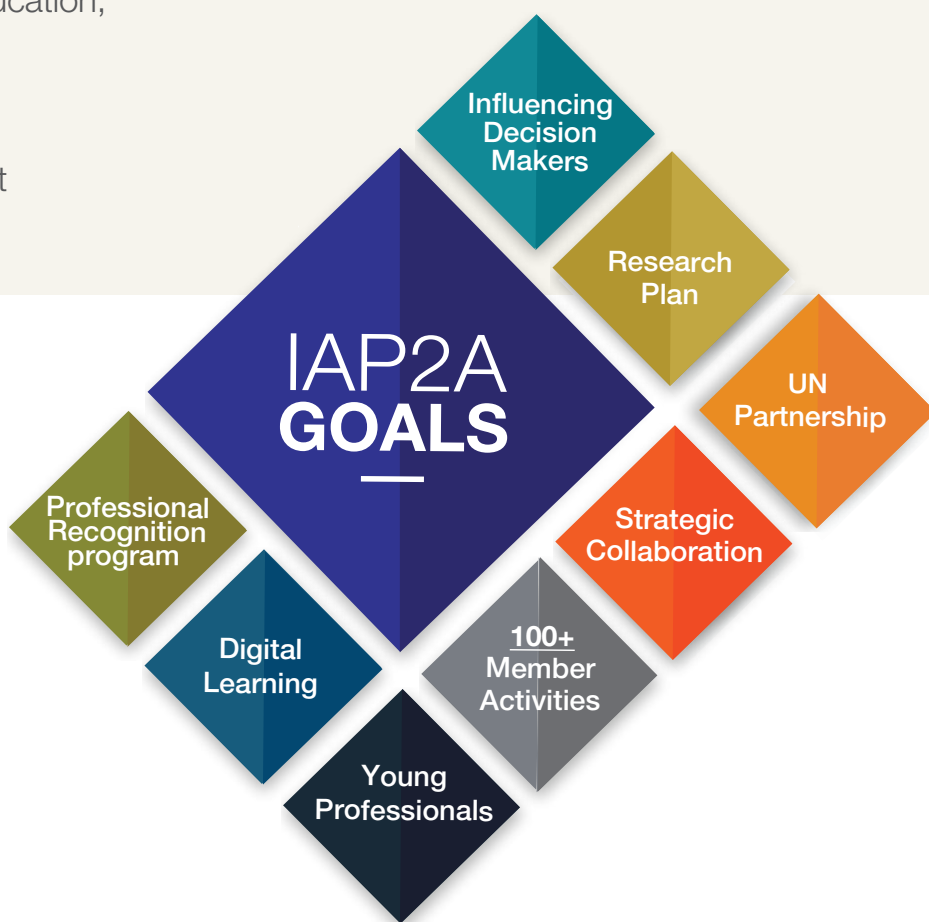 Influencing
Decision
Makers
Research
Plan
IAP2A
GOALS
UN
Partnership
Professional
Recognition
program
Strategic
Collaboration
Digital
Learning
100+
Member
Activities
Young
Professionals